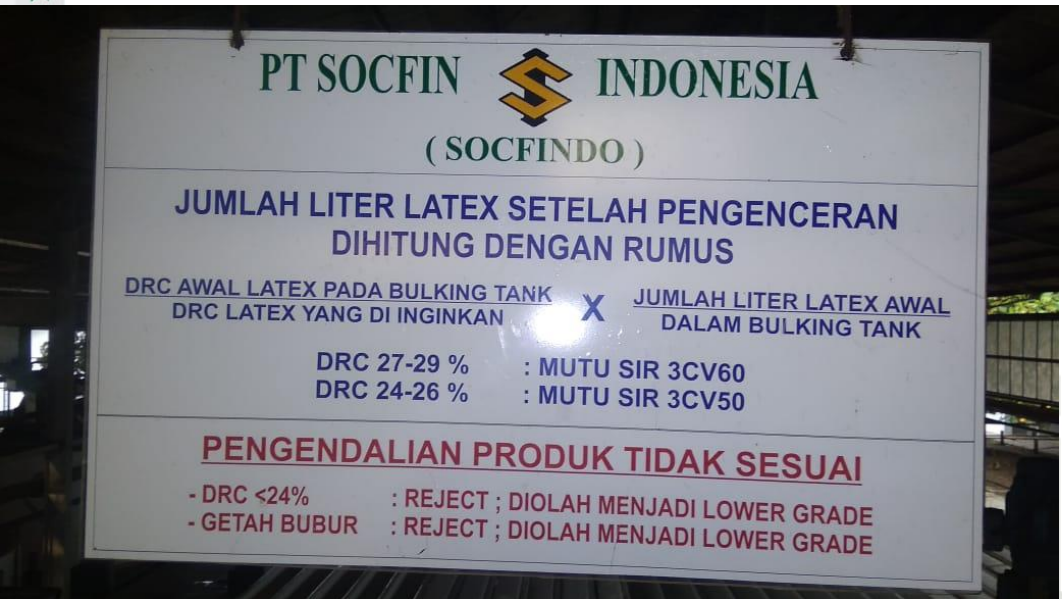 PT SOCFIN INDONESIA
( SOCFINDO )
JUMLAH LITER LATEX SETELAH PENGENCERAN
DIHITUNG DENGAN RUMUS
DRC AWAL LATEX PADA BULKING TANK X JUMLAH LITER LATEX AWAL
DRC LATEX YANG DI INGINKAN DALAM BULKING TANK
DRC 27-29 % : MUTU SIR 3CV60
DRC 24-26 % : MUTU SIR 3CV50
PENGENDALIAN PRODUK TIDAK SESUAI
- DRC <24% : REJECT ; DIOLAH MENJADI LOWER GRADE
- GETAH BUBUR : REJECT ; DIOLAH MENJADI LOWER GRADE